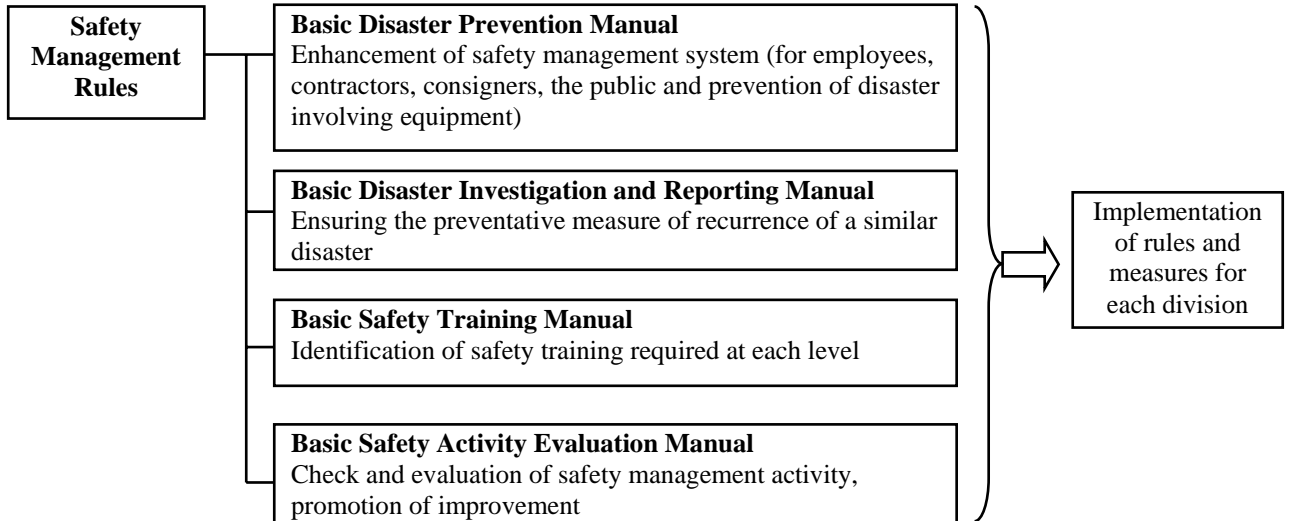 Safety
Management
Rules
Basic Disaster Prevention Manual
Enhancement of safety management system (for employees,
contractors, consigners, the public and prevention of disaster
involving equipment)
Basic Disaster Investigation and Reporting Manual
Ensuring the preventative measure of recurrence of a similar
disaster
Basic Safety Training Manual
Identification of safety training required at each level
Basic Safety Activity Evaluation Manual
Check and evaluation of safety management activity,
promotion of improvement
Implementation
of rules and
measures for
each division